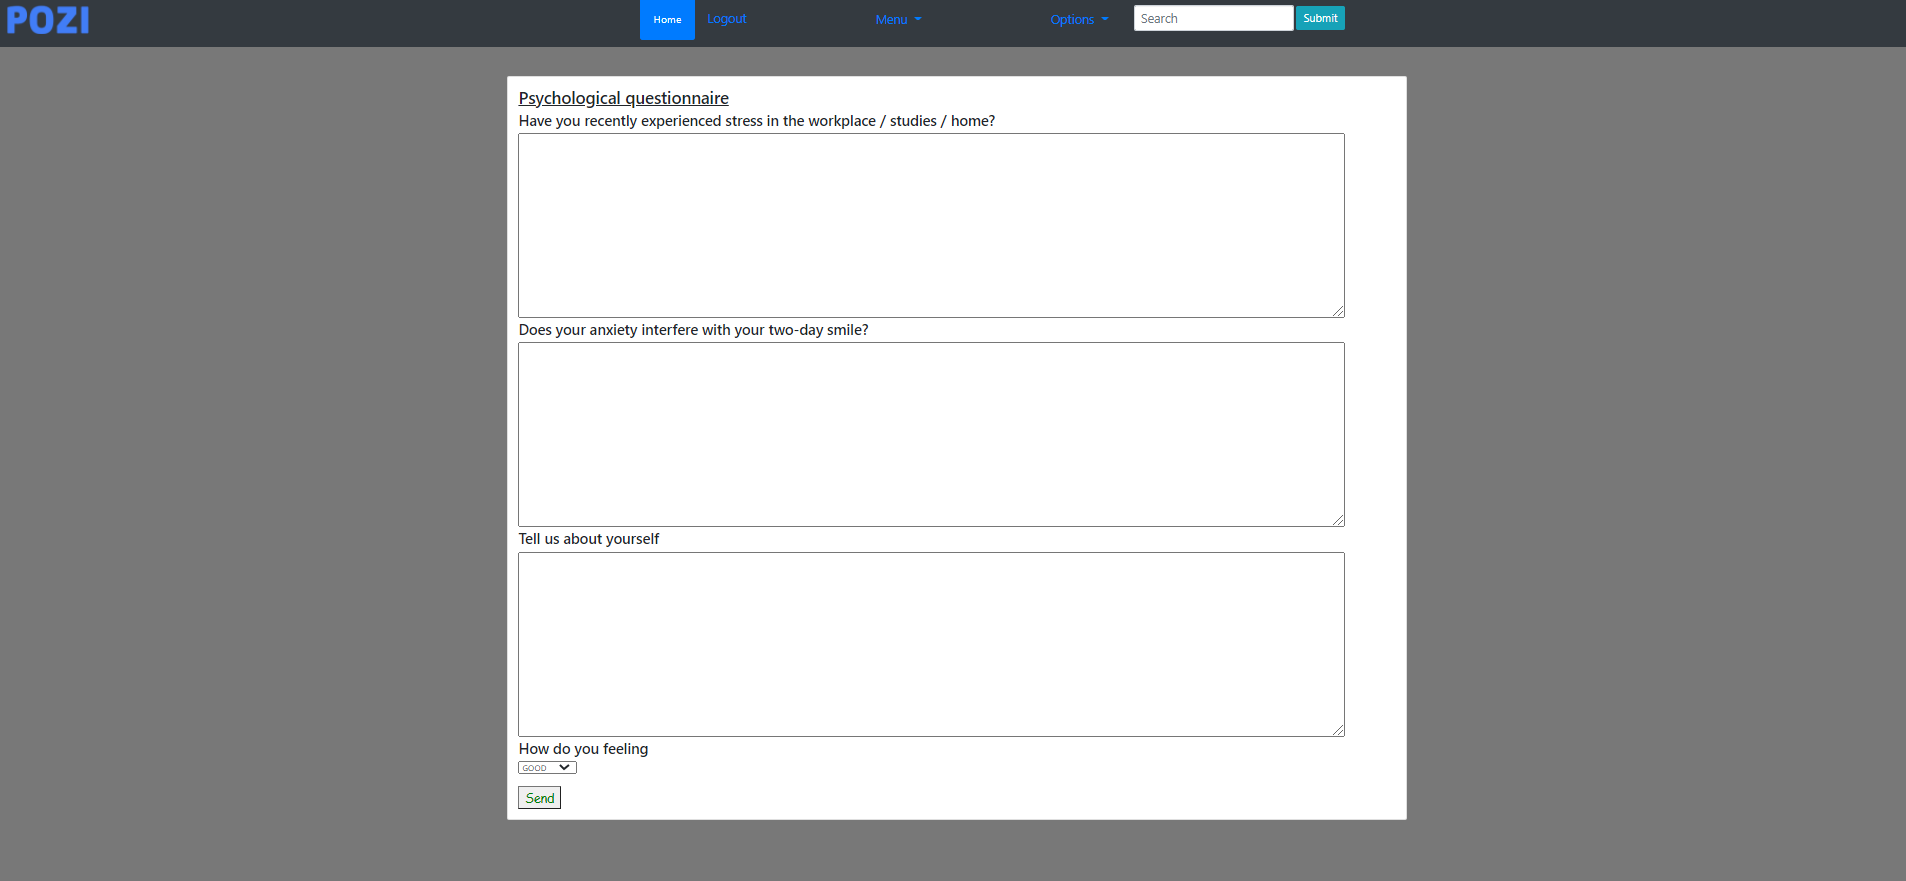 POZI
Home Logout Menu Options Search Submit
Psychological questionnaire
Have you recently experienced stress in the workplace / studies / home?
Does your anxiety interfere with your two-day smile?
Tell us about yourself
How do you feeling
GOOD
Send